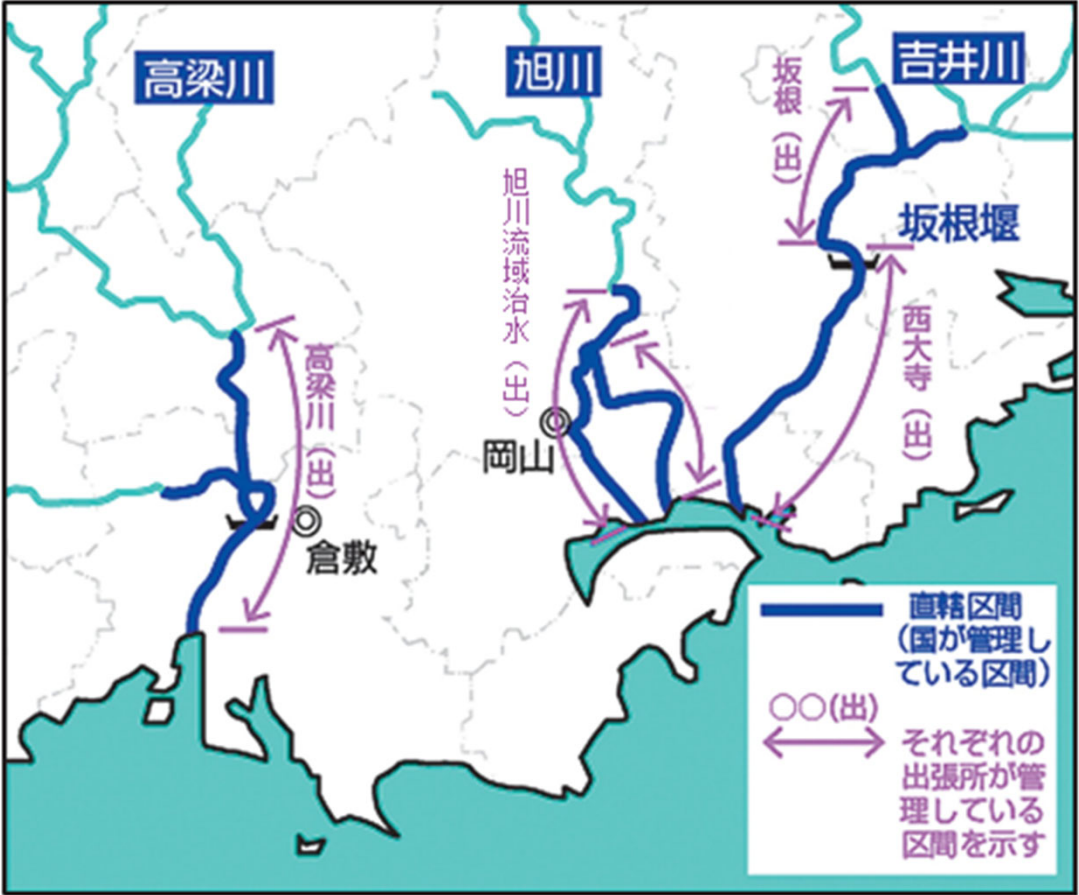 高梁川
旭川
吉井川
坂根（出）
旭川流域治水（出）
坂根堰
西大寺（出）
高梁川（出）
岡山
倉敷
直轄区間
（国が管理し
ている区間）
○○(出)
それぞれの
出張所が管
理している
区間を示す